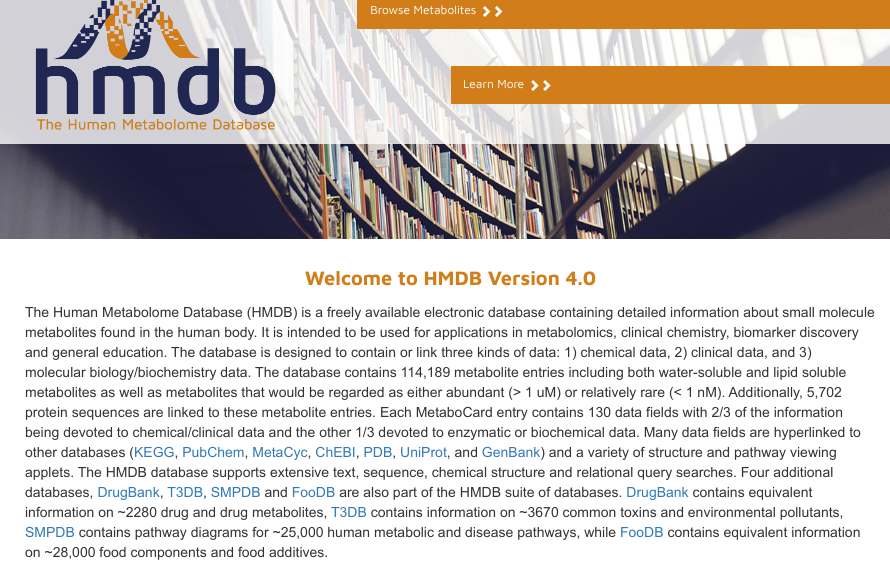 Browse Metabolites
hmdb
The Human Metabolome Database
Learn More
Welcome to HMDB Version 4.0
The Human Metabolome Database (HMDB) is a freely available electronic database containing detailed information about small molecule
metabolites found in the human body. It is intended to be used for applications in metabolomics, clinical chemistry, biomarker discovery
and general education. The database is designed to contain or link three kinds of data: 1) chemical data, 2) clinical data, and 3)
molecular biology/biochemistry data. The database contains 114,189 metabolite entries including both water-soluble and lipid soluble
metabolites as well as metabolites that would be regarded as either abundant (> 1 uM) or relatively rare (< 1 nM). Additionally, 5,702
protein sequences are linked to these metabolite entries. Each MetaboCard entry contains 130 data fields with 2/3 of the information
being devoted to chemical/clinical data and the other 1/3 devoted to enzymatic or biochemical data. Many data fields are hyperlinked to
other databases (KEGG, PubChem, MetaCyc, ChEBI, PDB, UniProt, and GenBank) and a variety of structure and pathway viewing
applets. The HMDB database supports extensive text, sequence, chemical structure and relational query searches. Four additional
databases, DrugBank, T3DB, SMPDB and FooDB are also part of the HMDB suite of databases. DrugBank contains equivalent
information on ~2280 drug and drug metabolites, T3DB contains information on ~3670 common toxins and environmental pollutants,
SMPDB contains pathway diagrams for ~25,000 human metabolic and disease pathways, while FooDB contains equivalent information
on ~28,000 food components and food additives.